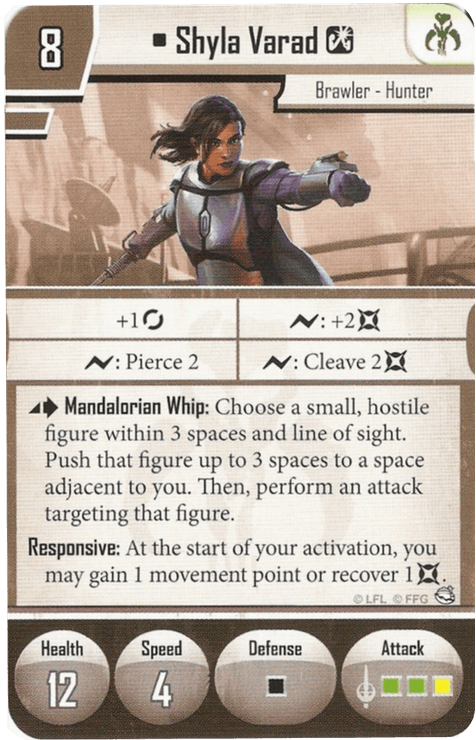 8
Shyla Varad
Brawler - Hunter
+1
: +2
: Pierce 2
: Cleave 2
Mandalorian Whip: Choose a small, hostile
figure within 3 spaces and line of sight.
Push that figure up to 3 spaces to a space
adjacent to you. Then, perform an attack
targeting that figure.
Responsive: At the start of your activation, you
may gain 1 movement point or recover 1 .
© LFL © FFG
Health
Speed
Defense
Attack
12
4